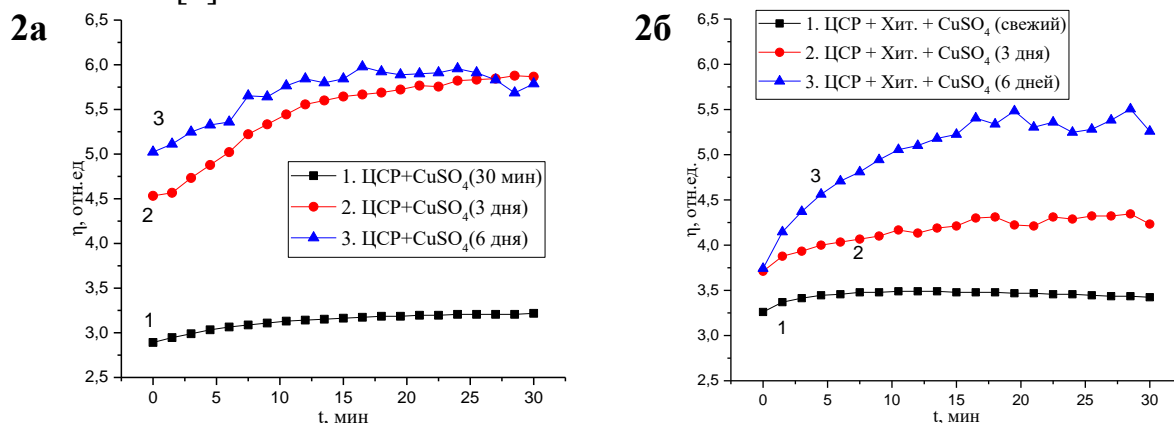 2а
6,5
6,0
5,5
5,0
4,5
4,0
3,5
3,0
2,5
η, отн.ед
3
2
1
1. ЦСР+CuSO₄(30 мин)
2. ЦСР+CuSO₄(3 дня)
3. ЦСР+CuSO₄(6 дня)
0 5 10 15 20 25 30
t, мин
2б
6,5
6,0
5,5
5,0
4,5
4,0
3,5
3,0
2,5
η, отн.ед.
1. ЦСР + Хит. + CuSO₄ (свежий)
2. ЦСР + Хит. + CuSO₄ (3 дня)
3. ЦСР + Хит. + CuSO₄ (6 дней)
3
2
1
0 5 10 15 20 25 30
t, мин